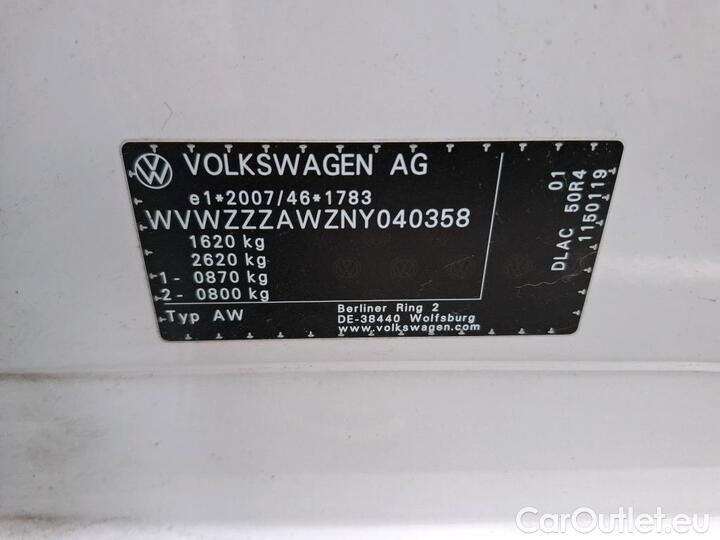 VOLKSWAGEN AG
e1*2007/46*1783
WVWZZZAWZNY040358
1620 kg
2620 kg
1- 0870 kg
2- 0800 kg
Typ AW
Berliner Ring 2
DE-38440 Wolfsburg
www.volkswagen.com
01
DLAC 50R4
1150119
CarOutlet.eu